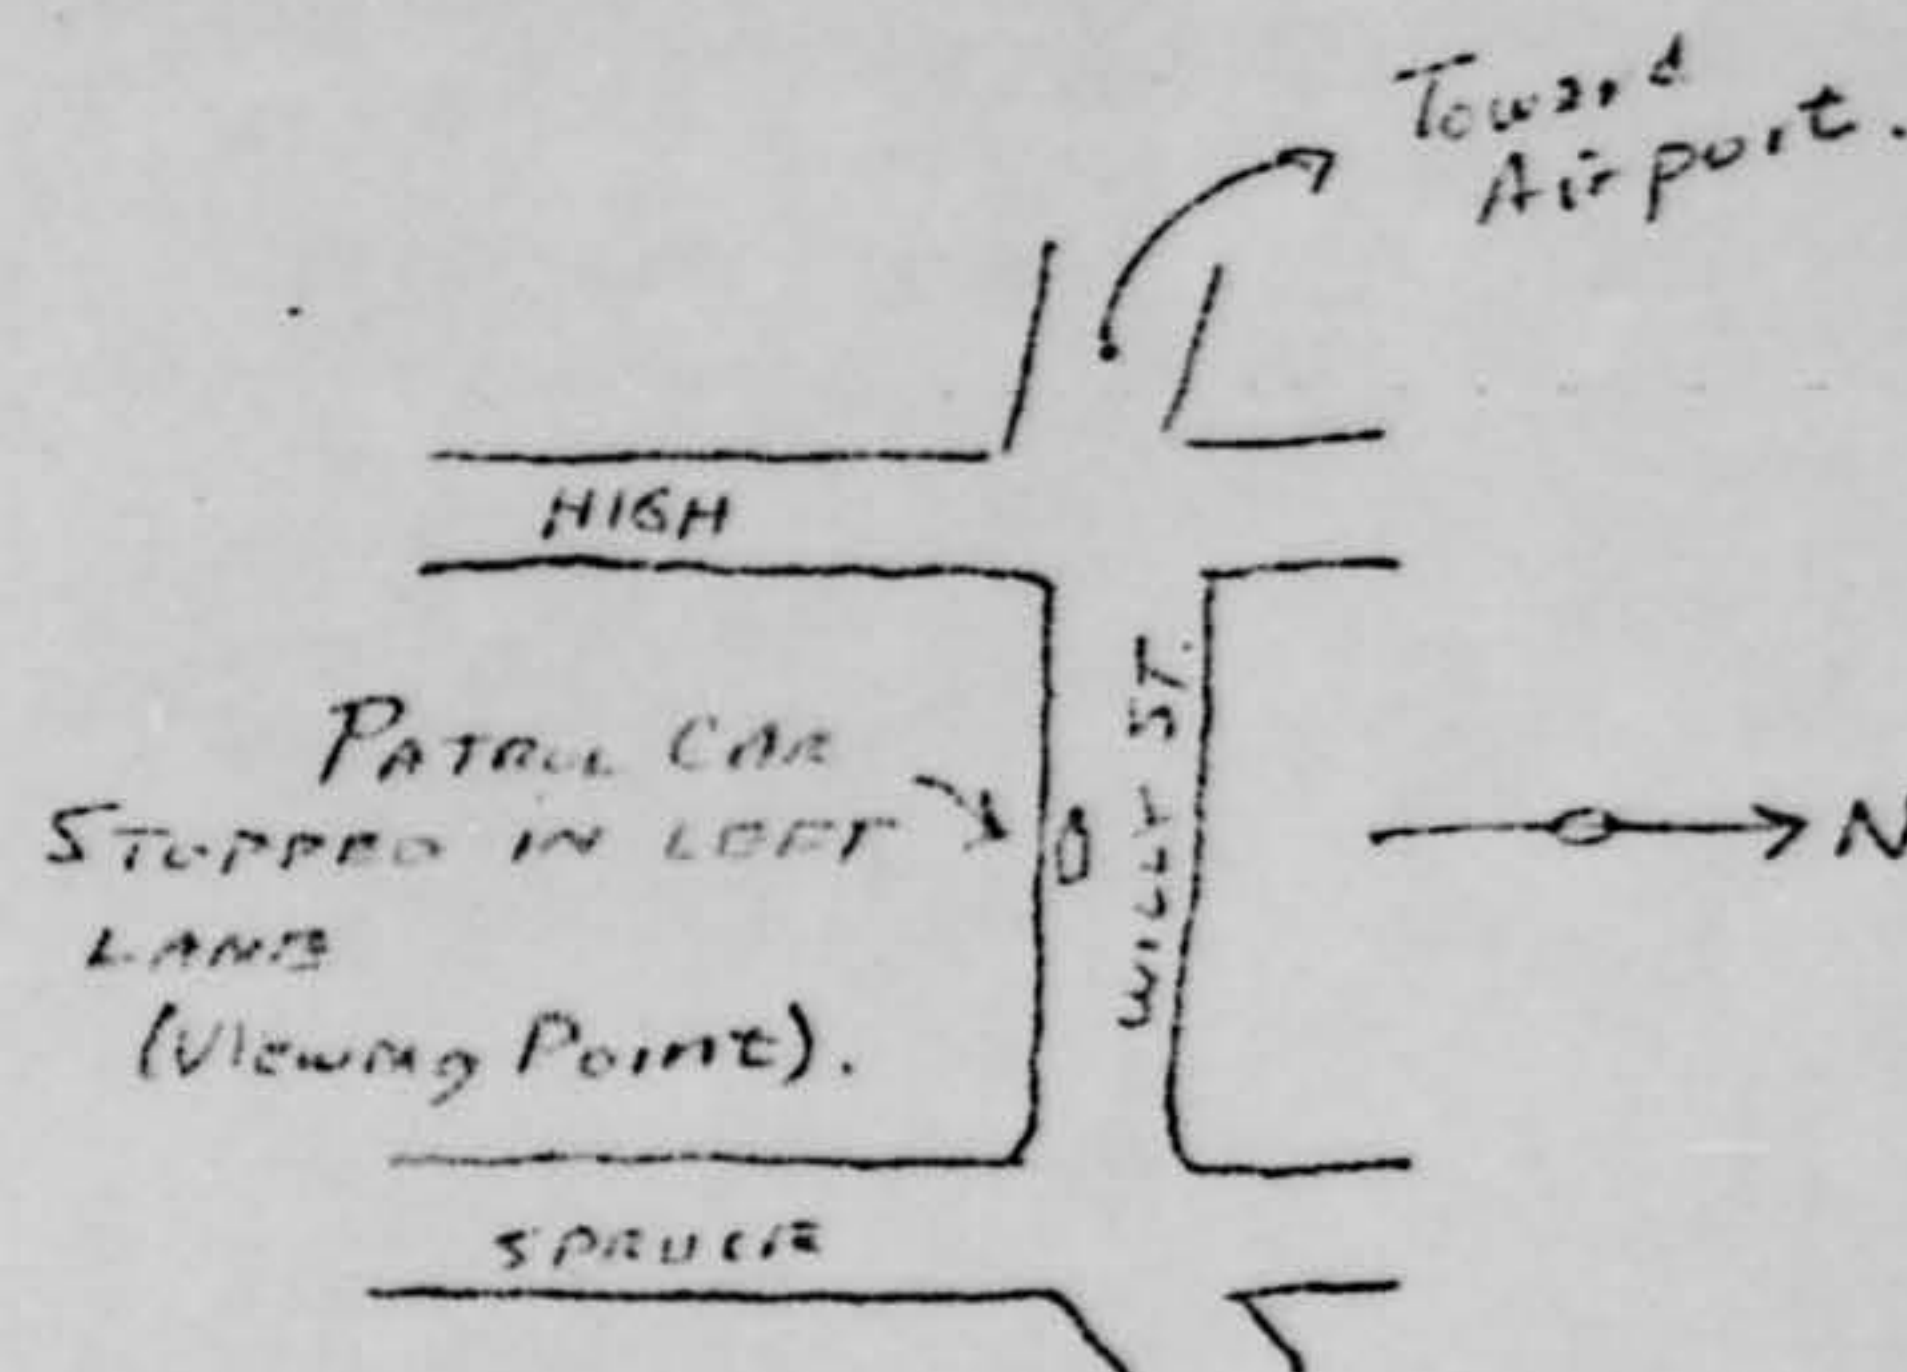 Toward
Airport.
HIGH
WILLY ST.
PATROL CAR
STOPPED IN LEFT
LANE
(Viewing Point).
N
SPRUCE